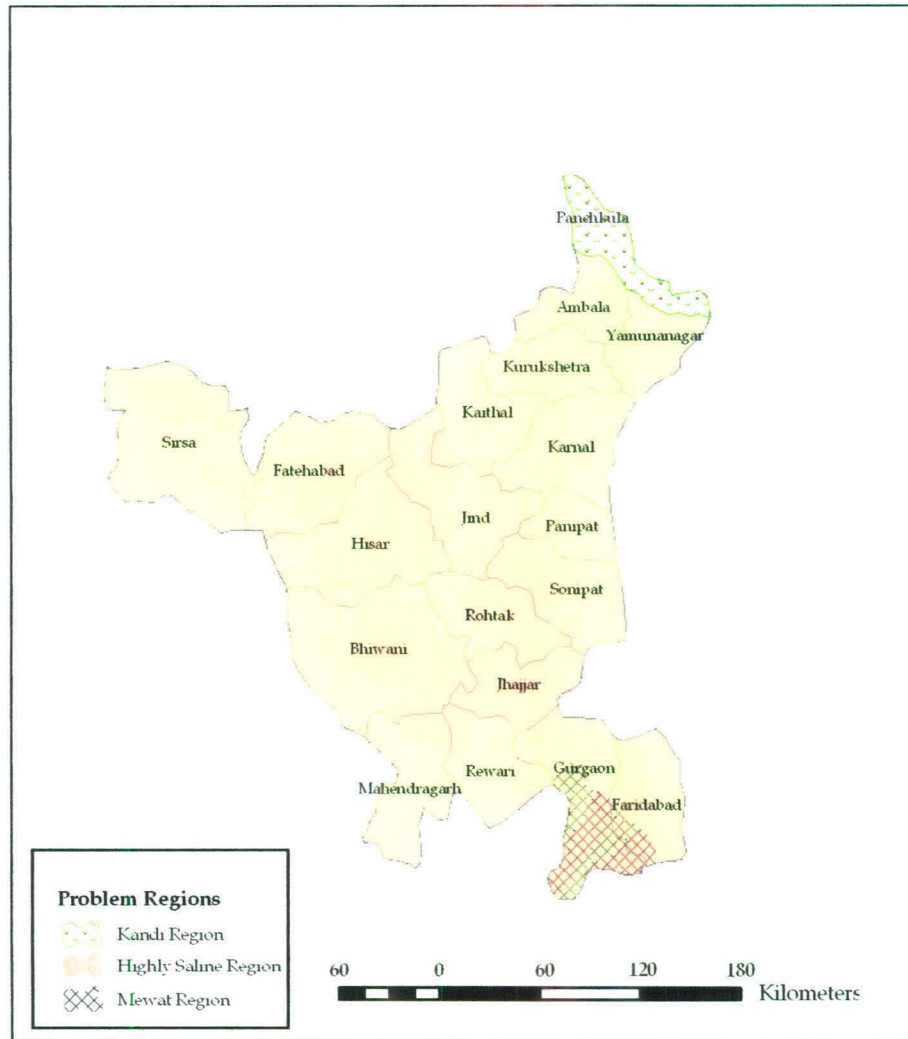 Panchkula
Ambala
Yamunanagar
Kurukshetra
Kaithal
Karnal
Sirsa
Fatehabad
Jind
Panipat
Hisar
Sonipat
Rohtak
Bhiwani
Jhajjar
Gurgaon
Rewari
Mahendragarh
Faridabad
Problem Regions
Kandi Region
Highly Saline Region
Mewat Region
60 0 60 120 180
Kilometers